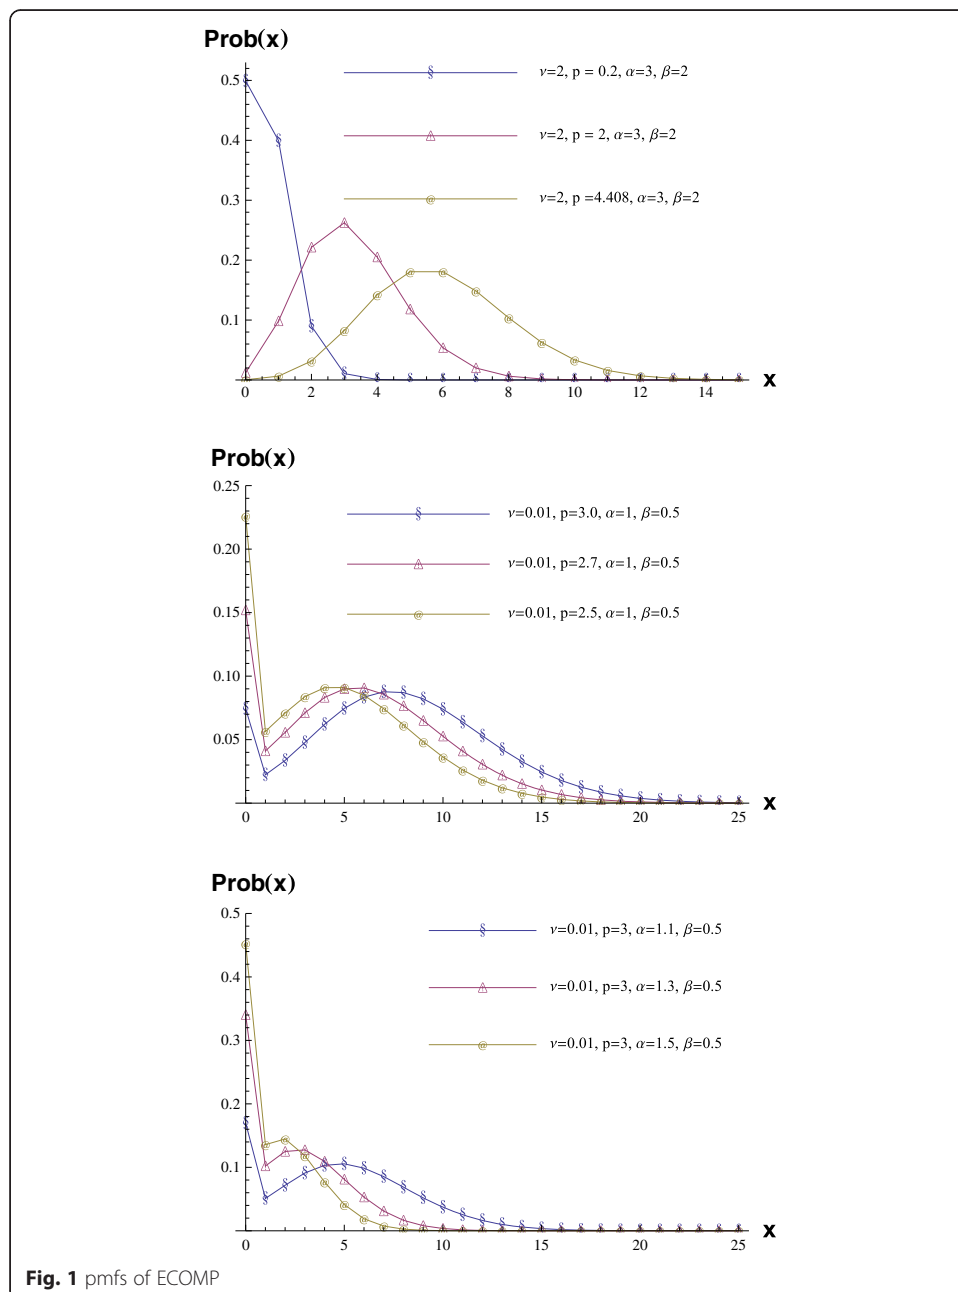 Prob(x)
0.5
0.4
0.3
0.2
0.1
ν=2, p = 0.2, α=3, β=2
ν=2, p = 2, α=3, β=2
ν=2, p =4.408, α=3, β=2
0 2 4 6 8 10 12 14
x
Prob(x)
0.25
0.20
0.15
0.10
0.05
ν=0.01, p=3.0, α=1, β=0.5
ν=0.01, p=2.7, α=1, β=0.5
ν=0.01, p=2.5, α=1, β=0.5
0 5 10 15 20 25
x
Prob(x)
0.5
0.4
0.3
0.2
0.1
ν=0.01, p=3, α=1.1, β=0.5
ν=0.01, p=3, α=1.3, β=0.5
ν=0.01, p=3, α=1.5, β=0.5
0 5 10 15 20 25
x
Fig. 1 pmfs of ECOMP